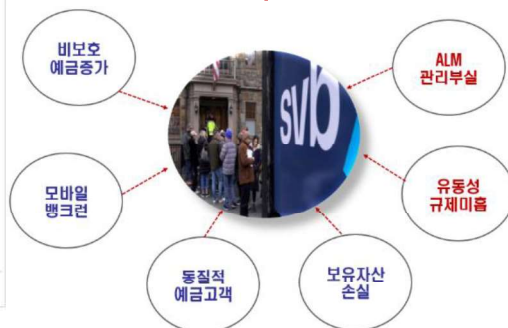 비보호
예금증가
ALM
관리부실
svb
모바일
뱅크런
유동성
규제미흡
동질적
예금고객
보유자산
손실